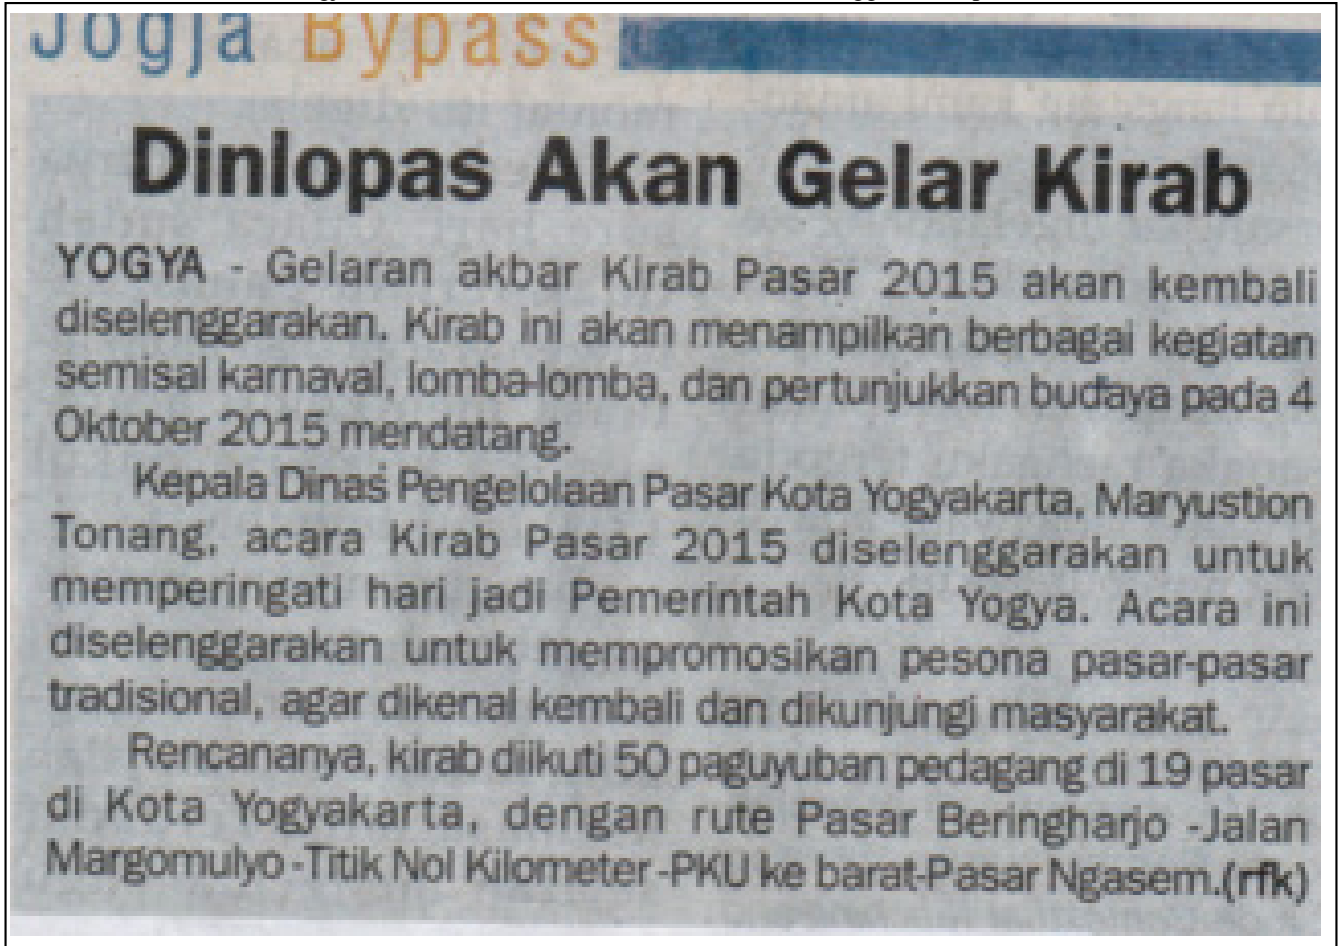 Jogja Bypass
Dinlopas Akan Gelar Kirab
YOGYA - Gelaran akbar Kirab Pasar 2015 akan kembali
diselenggarakan. Kirab ini akan menampilkan berbagai kegiatan
semisal karnaval, lomba-lomba, dan pertunjukkan budaya pada 4
Oktober 2015 mendatang.
Kepala Dinas Pengelolaan Pasar Kota Yogyakarta, Maryustion
Tonang, acara Kirab Pasar 2015 diselenggarakan untuk
memperingati hari jadi Pemerintah Kota Yogya. Acara ini
diselenggarakan untuk mempromosikan pesona pasar-pasar
tradisional, agar dikenal kembali dan dikunjungi masyarakat.
Rencananya, kirab diikuti 50 paguyuban pedagang di 19 pasar
di Kota Yogyakarta, dengan rute Pasar Beringharjo -Jalan
Margomulyo -Titik Nol Kilometer -PKU ke barat-Pasar Ngasem.(rfk)